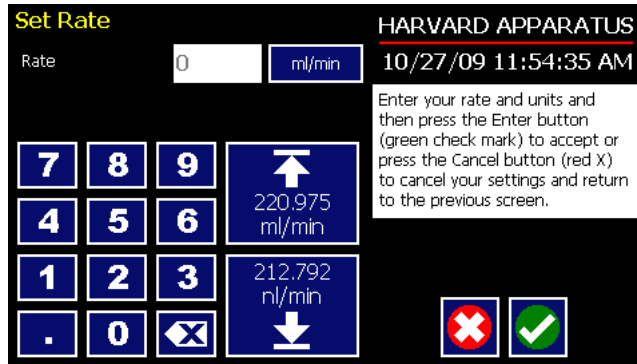 Set Rate
HARVARD APPARATUS
Rate
0
ml/min
10/27/09 11:54:35 AM
Enter your rate and units and
then press the Enter button
(green check mark) to accept or
press the Cancel button (red X)
to cancel your settings and return
to the previous screen.
7 8 9
220.975
ml/min
4 5 6
1 2 3
212.792
nl/min
. 0